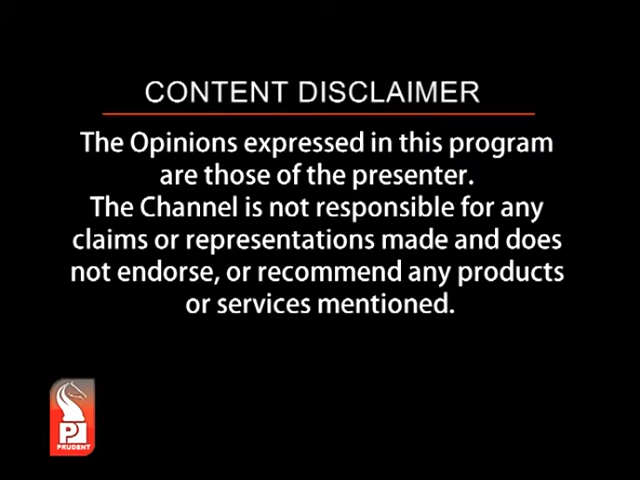 CONTENT DISCLAIMER
The Opinions expressed in this program
are those of the presenter.
The Channel is not responsible for any
claims or representations made and does
not endorse, or recommend any products
or services mentioned.
P
PRUDENT